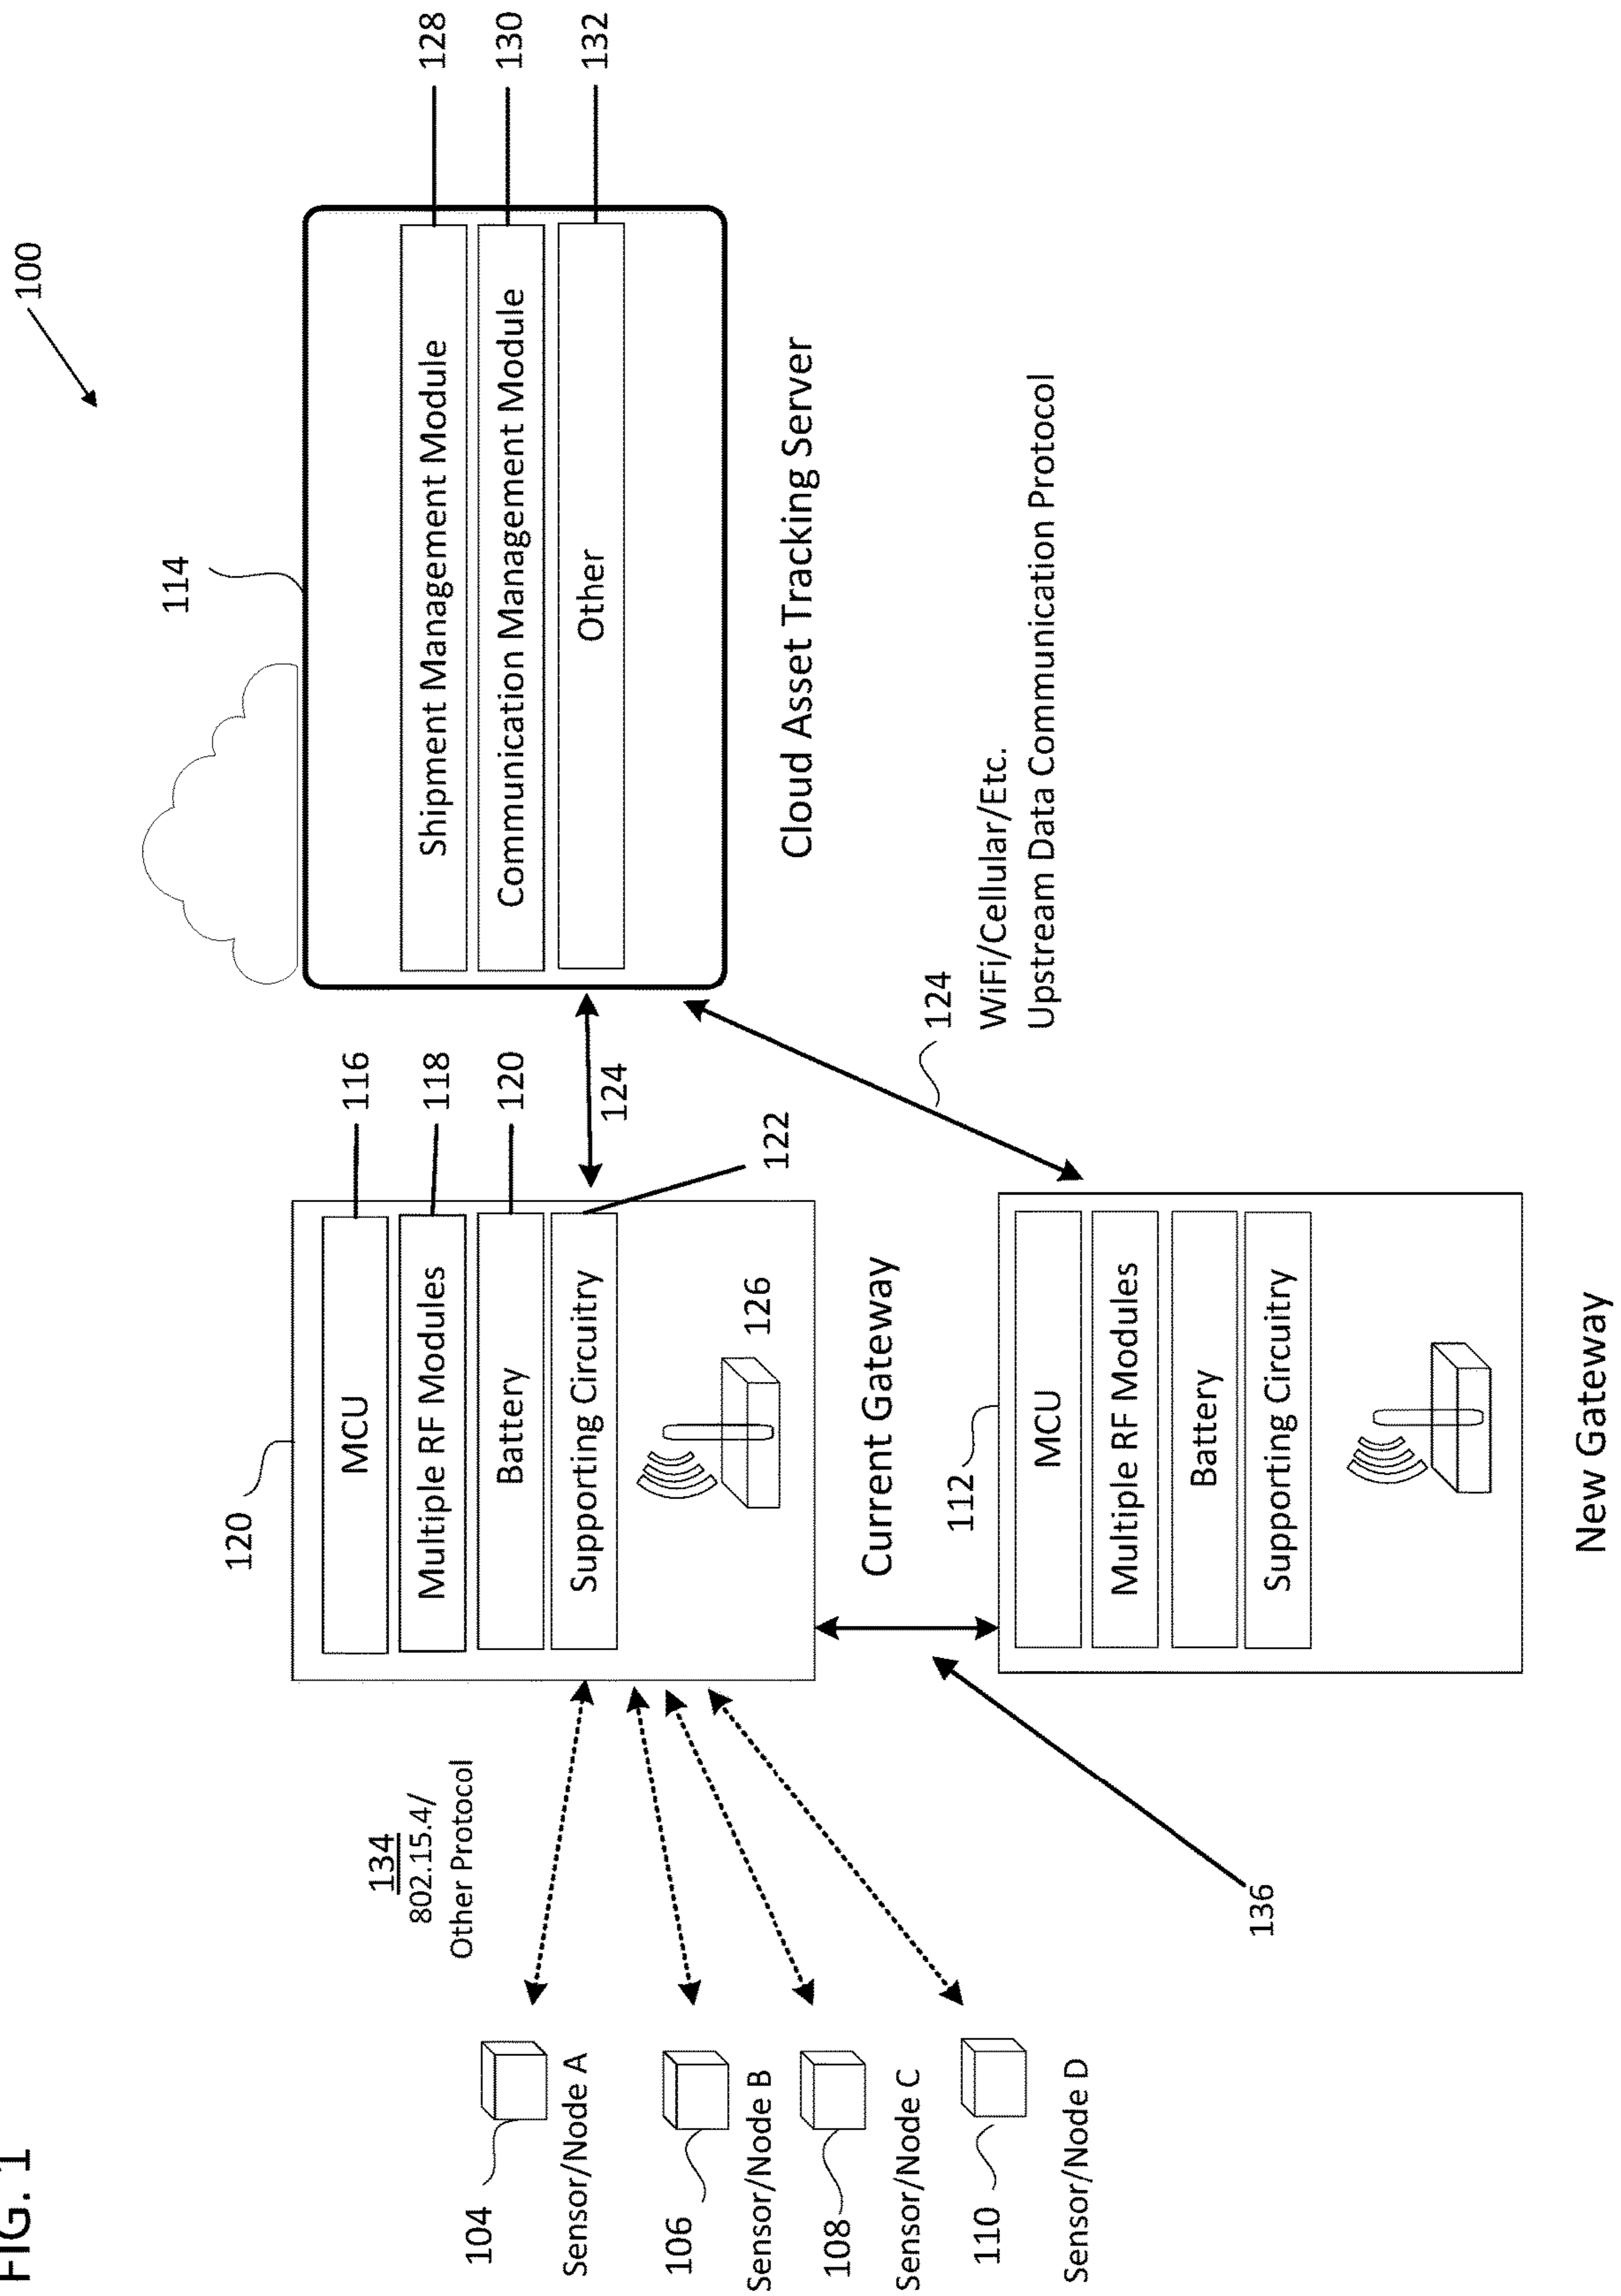 FIG. 1
100
104
Sensor/Node A
106
Sensor/Node B
108
Sensor/Node C
110
Sensor/Node D
134
802.15.4/
Other Protocol
120
MCU
116
Multiple RF Modules
118
Battery
120
Supporting Circuitry
122
126
Current Gateway
124
114
Shipment Management Module
128
Communication Management Module
130
Other
132
Cloud Asset Tracking Server
124
WiFi/Cellular/Etc.
Upstream Data Communication Protocol
136
112
MCU
Multiple RF Modules
Battery
Supporting Circuitry
New Gateway